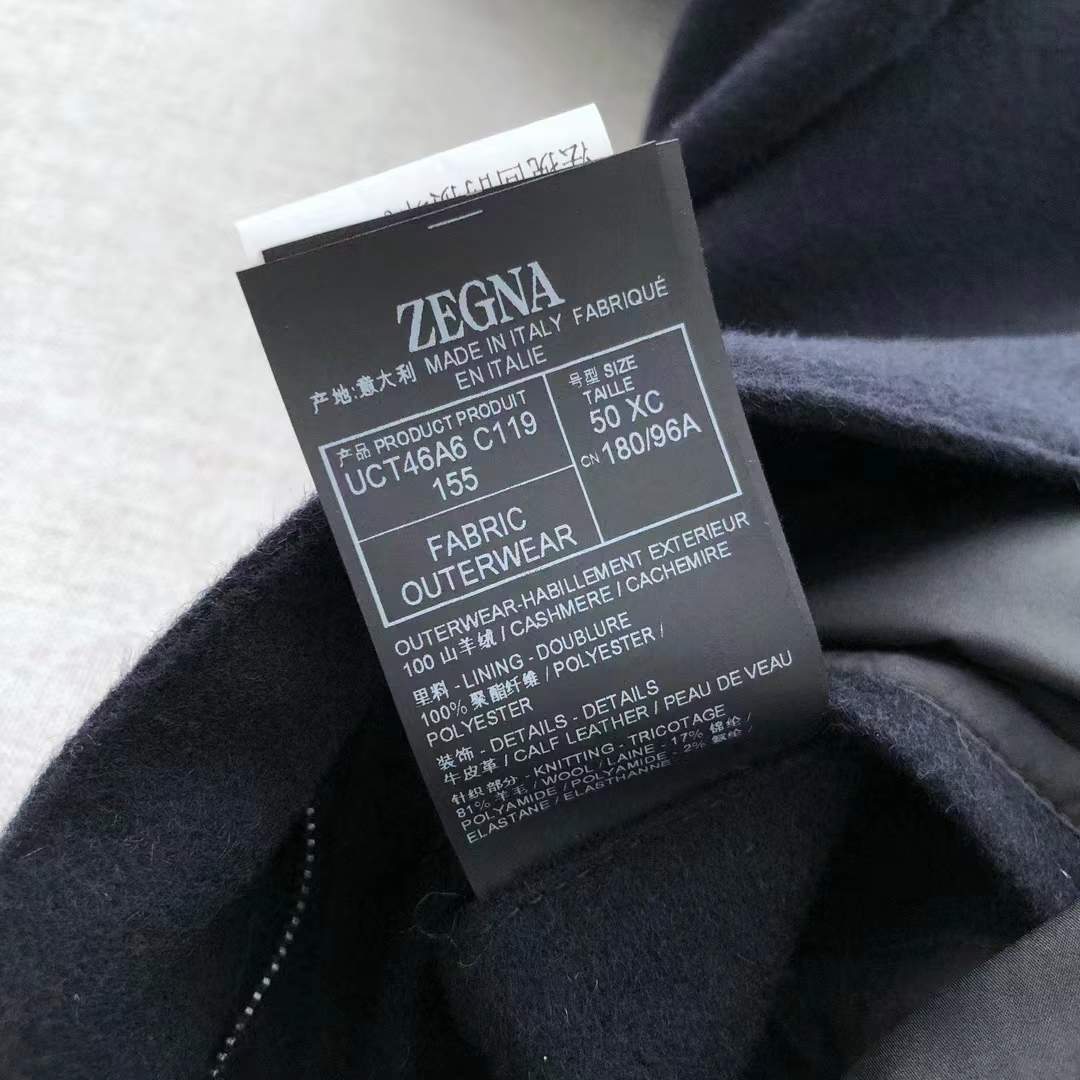 ZEGNA
产地:意大利 MADE IN ITALY FABRIQUÉ
EN ITALIE
产品 PRODUCT PRODUIT
UCT46A6 C119
155
号型 SIZE
TAILLE
50 XC
CN 180/96A
FABRIC
OUTERWEAR
OUTERWEAR-HABILLEMENT EXTERIEUR
100 山羊绒 / CASHMERE / CACHEMIRE
里料 - LINING - DOUBLURE
100% 聚酯纤维 / POLYESTER /
POLYESTER
装饰 - DETAILS - DETAILS
牛皮革 / CALF LEATHER / PEAU DE VEAU
针织部分 - KNITTING - TRICOTAGE
81% 羊毛 / WOOL / LAINE - 17% 锦纶 /
POLYAMIDE / POLYAMIDE - 2% 氨纶 /
ELASTANE / ELASTHANNE